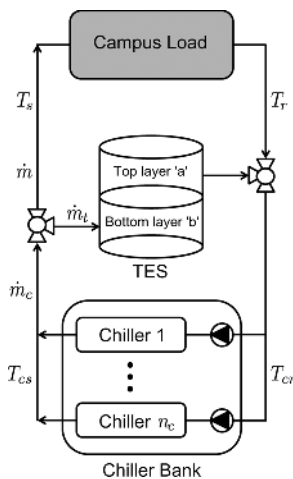 Campus Load
T_s
T_r
ṁ
Top layer 'a'
ṁ_t
Bottom layer 'b'
TES
ṁ_c
Chiller 1
T_cs
T_cr
Chiller n_c
Chiller Bank